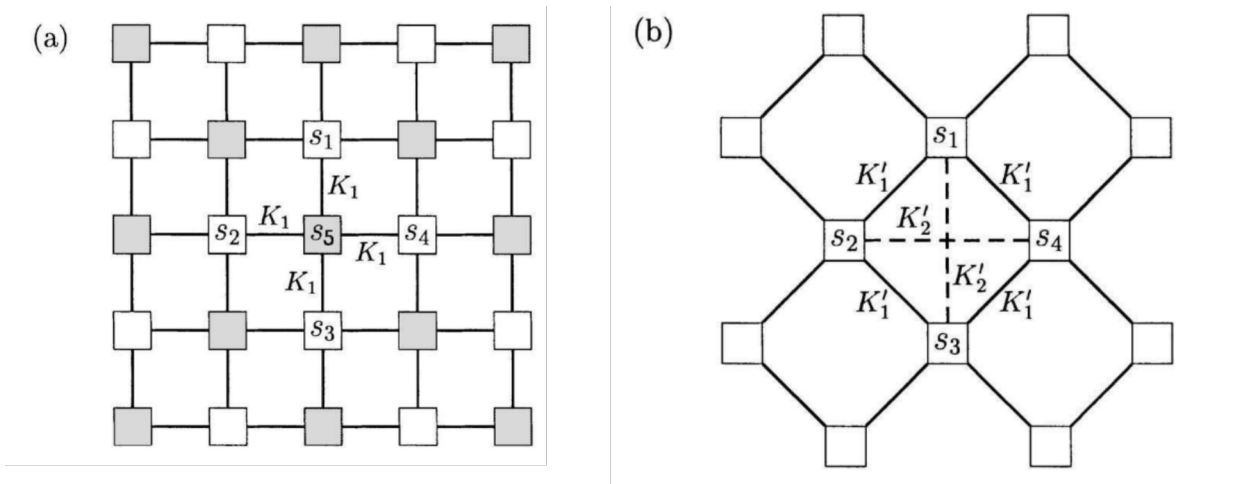 (a)
s₁
K₁
K₁
s₂ s₅ s₄
K₁
K₁
s₃
(b)
s₁
K′₁ K′₁
K′₂
s₂ s₄
K′₂
K′₁ K′₁
s₃